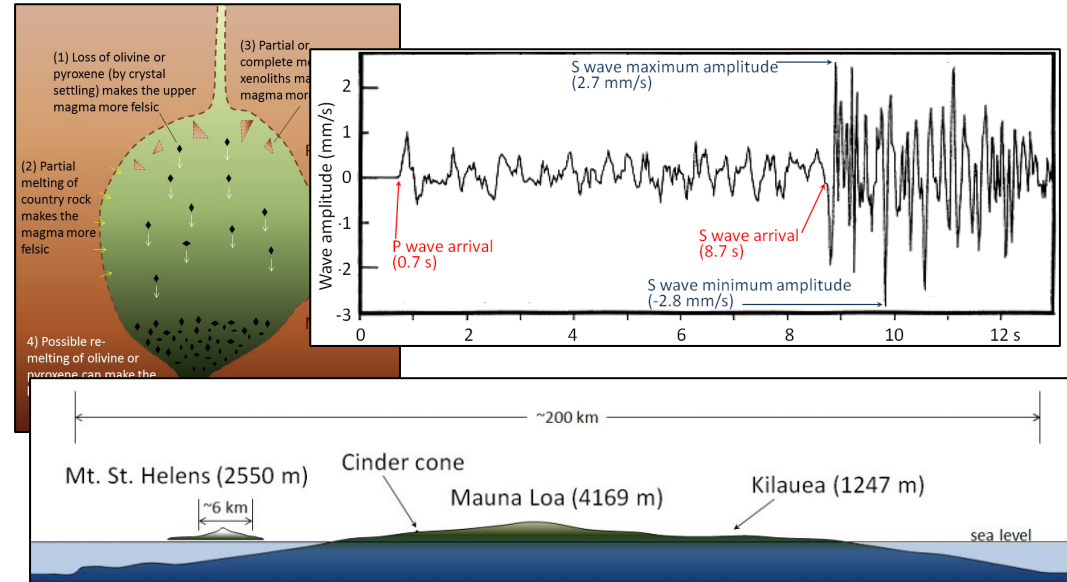 (1) Loss of olivine or
pyroxene (by crystal
settling) makes the upper
magma more felsic
(3) Partial or
complete
xenoliths
magma more
(2) Partial
melting of
country rock
makes the
magma more
felsic
4) Possible re-
melting of olivine or
pyroxene can make the
Wave amplitude (mm/s)
2
1
0
-1
-2
-3
S wave maximum amplitude
(2.7 mm/s)
P wave arrival
(0.7 s)
S wave arrival
(8.7 s)
S wave minimum amplitude
(-2.8 mm/s)
0 2 4 6 8 10 12 s
~200 km
Mt. St. Helens (2550 m)
~6 km
Cinder cone
Mauna Loa (4169 m)
Kilauea (1247 m)
sea level